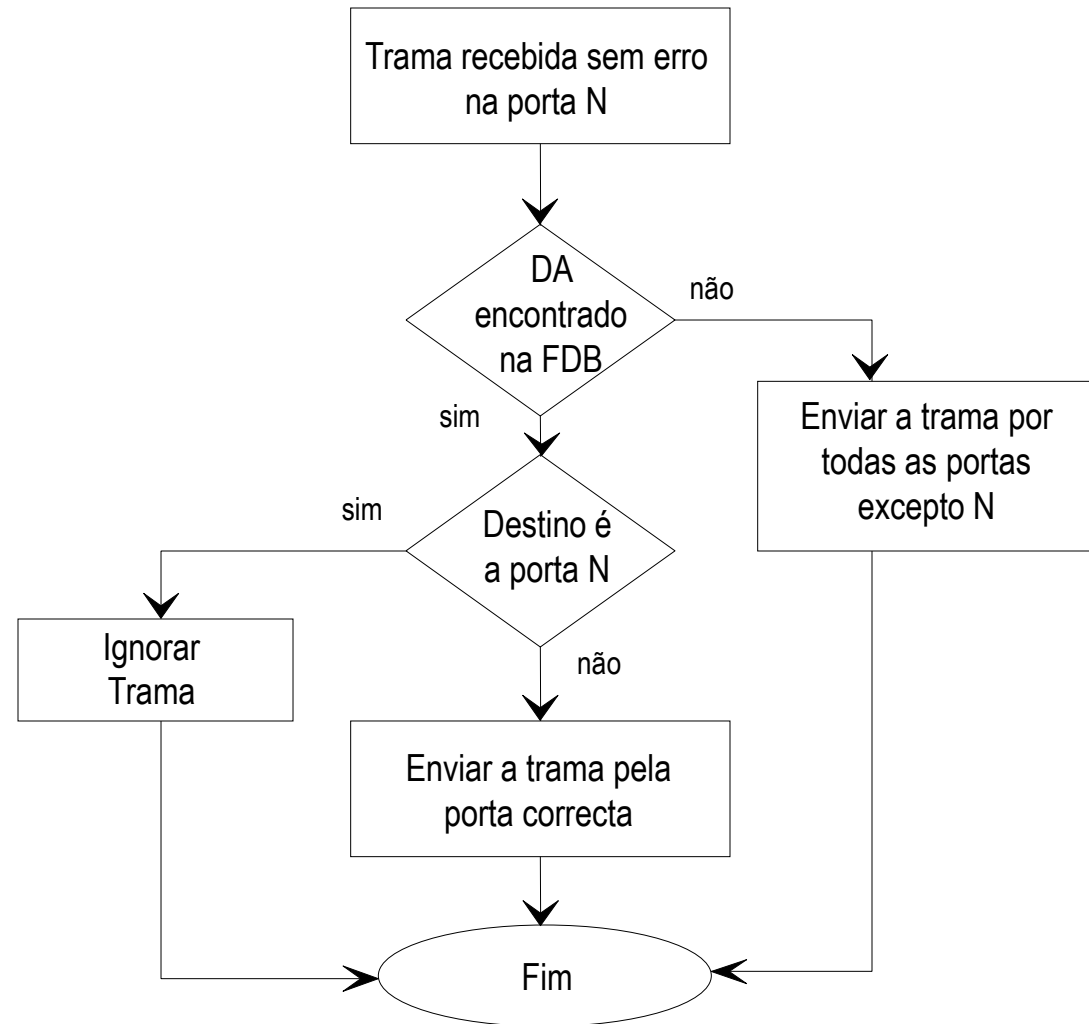 Trama recebida sem erro
na porta N
DA
encontrado
na FDB
não
sim
Enviar a trama por
todas as portas
excepto N
sim
Destino é
a porta N
Ignorar
Trama
não
Enviar a trama pela
porta correcta
Fim